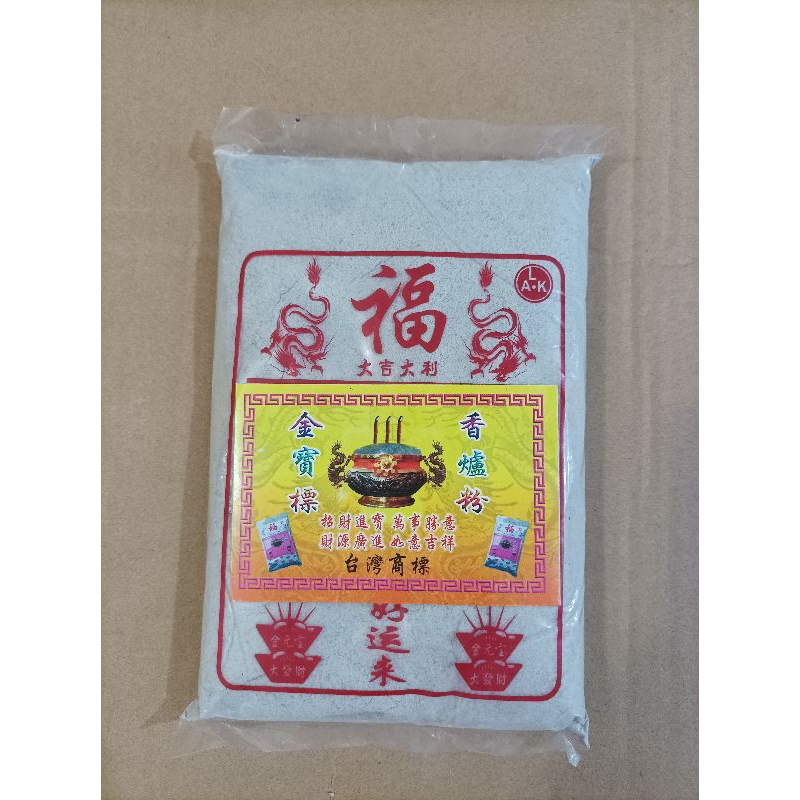 福
L
A·K
大吉大利
金寶標
香爐粉
招財進寶 萬事勝意
財源廣進 如意吉祥
台灣商標
福
福
好运来
金元宝
大發財
金元宝
大發財